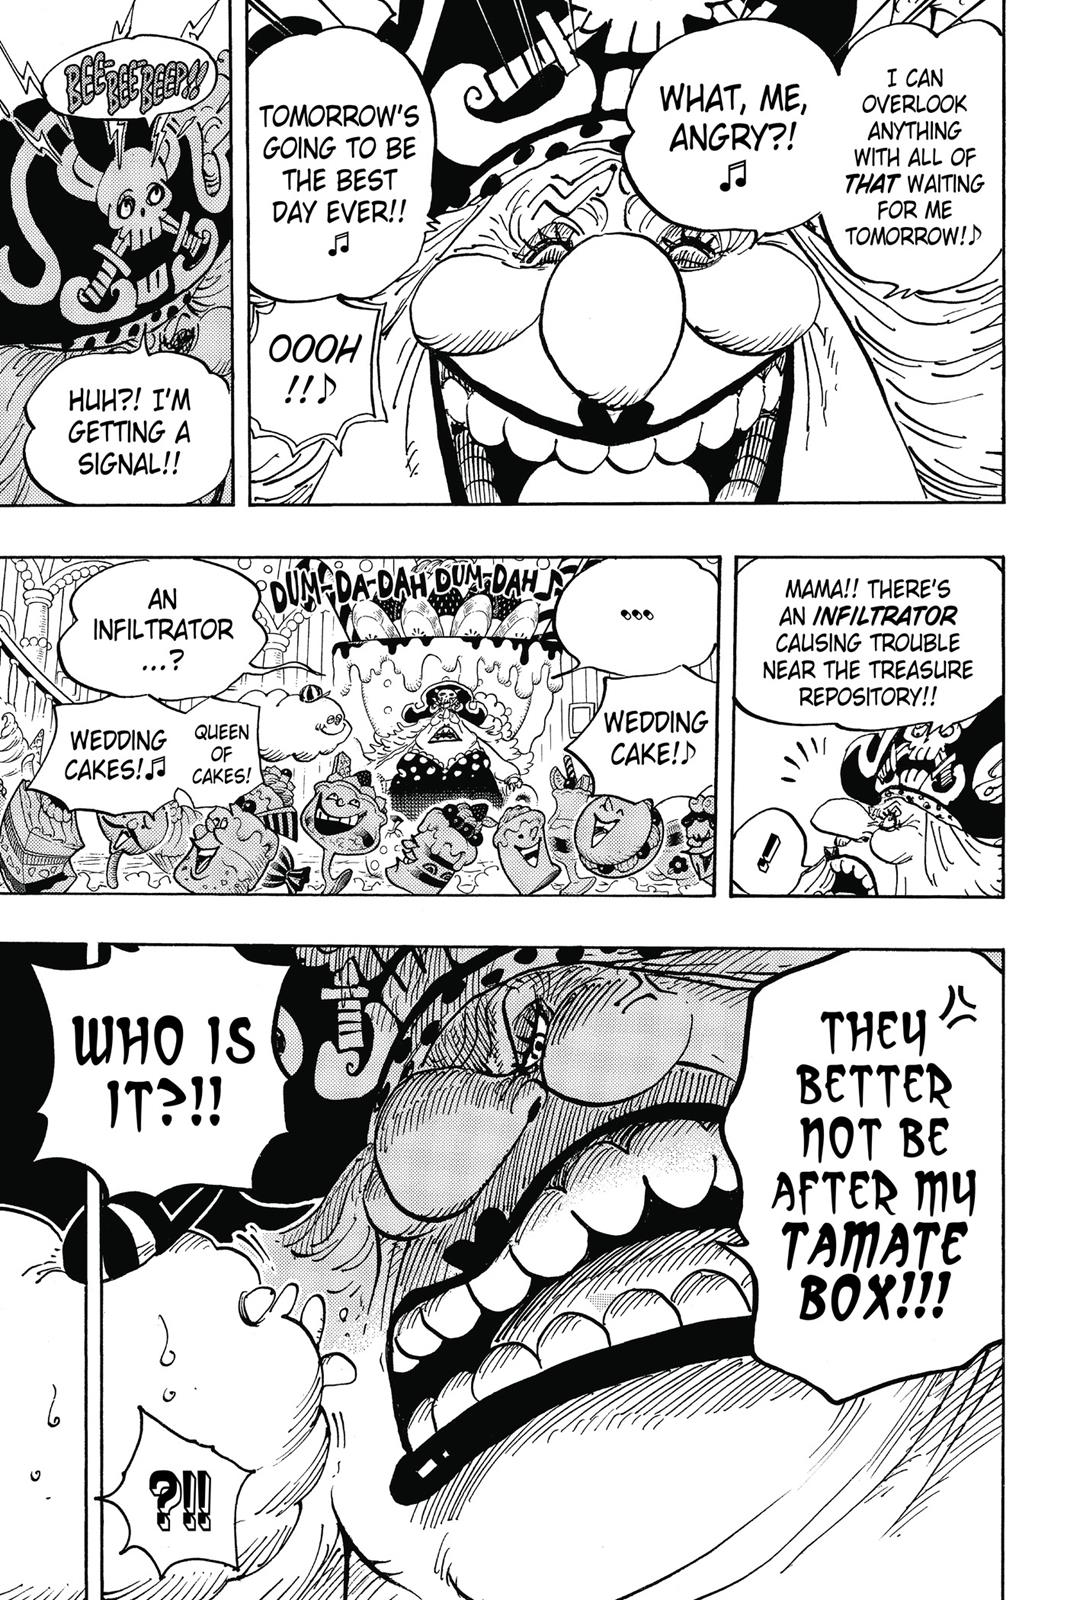 I CAN
OVERLOOK
ANYTHING
WITH ALL OF
THAT WAITING
FOR ME
TOMORROW!♪
WHAT, ME,
ANGRY?!
♫
TOMORROW'S
GOING TO BE
THE BEST
DAY EVER!!
♫
OOOH
!!♪
BEE-BEE-BEEP!!
HUH?! I'M
GETTING A
SIGNAL!!
MAMA!! THERE'S
AN INFILTRATOR
CAUSING TROUBLE
NEAR THE TREASURE
REPOSITORY!!
!!
...
WEDDING
CAKE!♪
DUM-DA-DAH DUM-DAH♪
AN
INFILTRATOR
...?
QUEEN
OF
CAKES!
WEDDING
CAKES!♫
THEY
BETTER
NOT BE
AFTER MY
TAMATE
BOX!!!
WHO IS
IT?!!
?!!